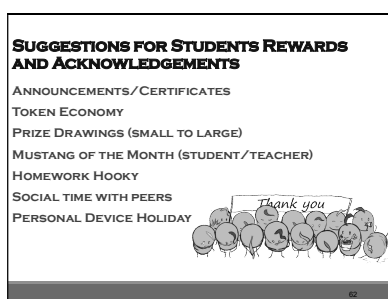 SUGGESTIONS FOR STUDENTS REWARDS
AND ACKNOWLEDGEMENTS
ANNOUNCEMENTS/CERTIFICATES
TOKEN ECONOMY
PRIZE DRAWINGS (SMALL TO LARGE)
MUSTANG OF THE MONTH (STUDENT/TEACHER)
HOMEWORK HOOKY
SOCIAL TIME WITH PEERS
PERSONAL DEVICE HOLIDAY
Thank you
62